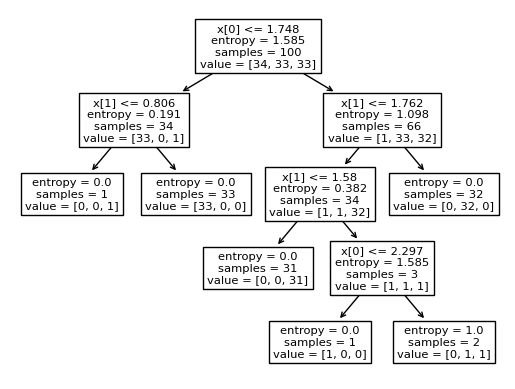 x[0] <= 1.748
entropy = 1.585
samples = 100
value = [34, 33, 33]
x[1] <= 0.806
entropy = 0.191
samples = 34
value = [33, 0, 1]
x[1] <= 1.762
entropy = 1.098
samples = 66
value = [1, 33, 32]
entropy = 0.0
samples = 1
value = [0, 0, 1]
entropy = 0.0
samples = 33
value = [33, 0, 0]
x[1] <= 1.58
entropy = 0.382
samples = 34
value = [1, 1, 32]
entropy = 0.0
samples = 32
value = [0, 32, 0]
entropy = 0.0
samples = 31
value = [0, 0, 31]
x[0] <= 2.297
entropy = 1.585
samples = 3
value = [1, 1, 1]
entropy = 0.0
samples = 1
value = [1, 0, 0]
entropy = 1.0
samples = 2
value = [0, 1, 1]